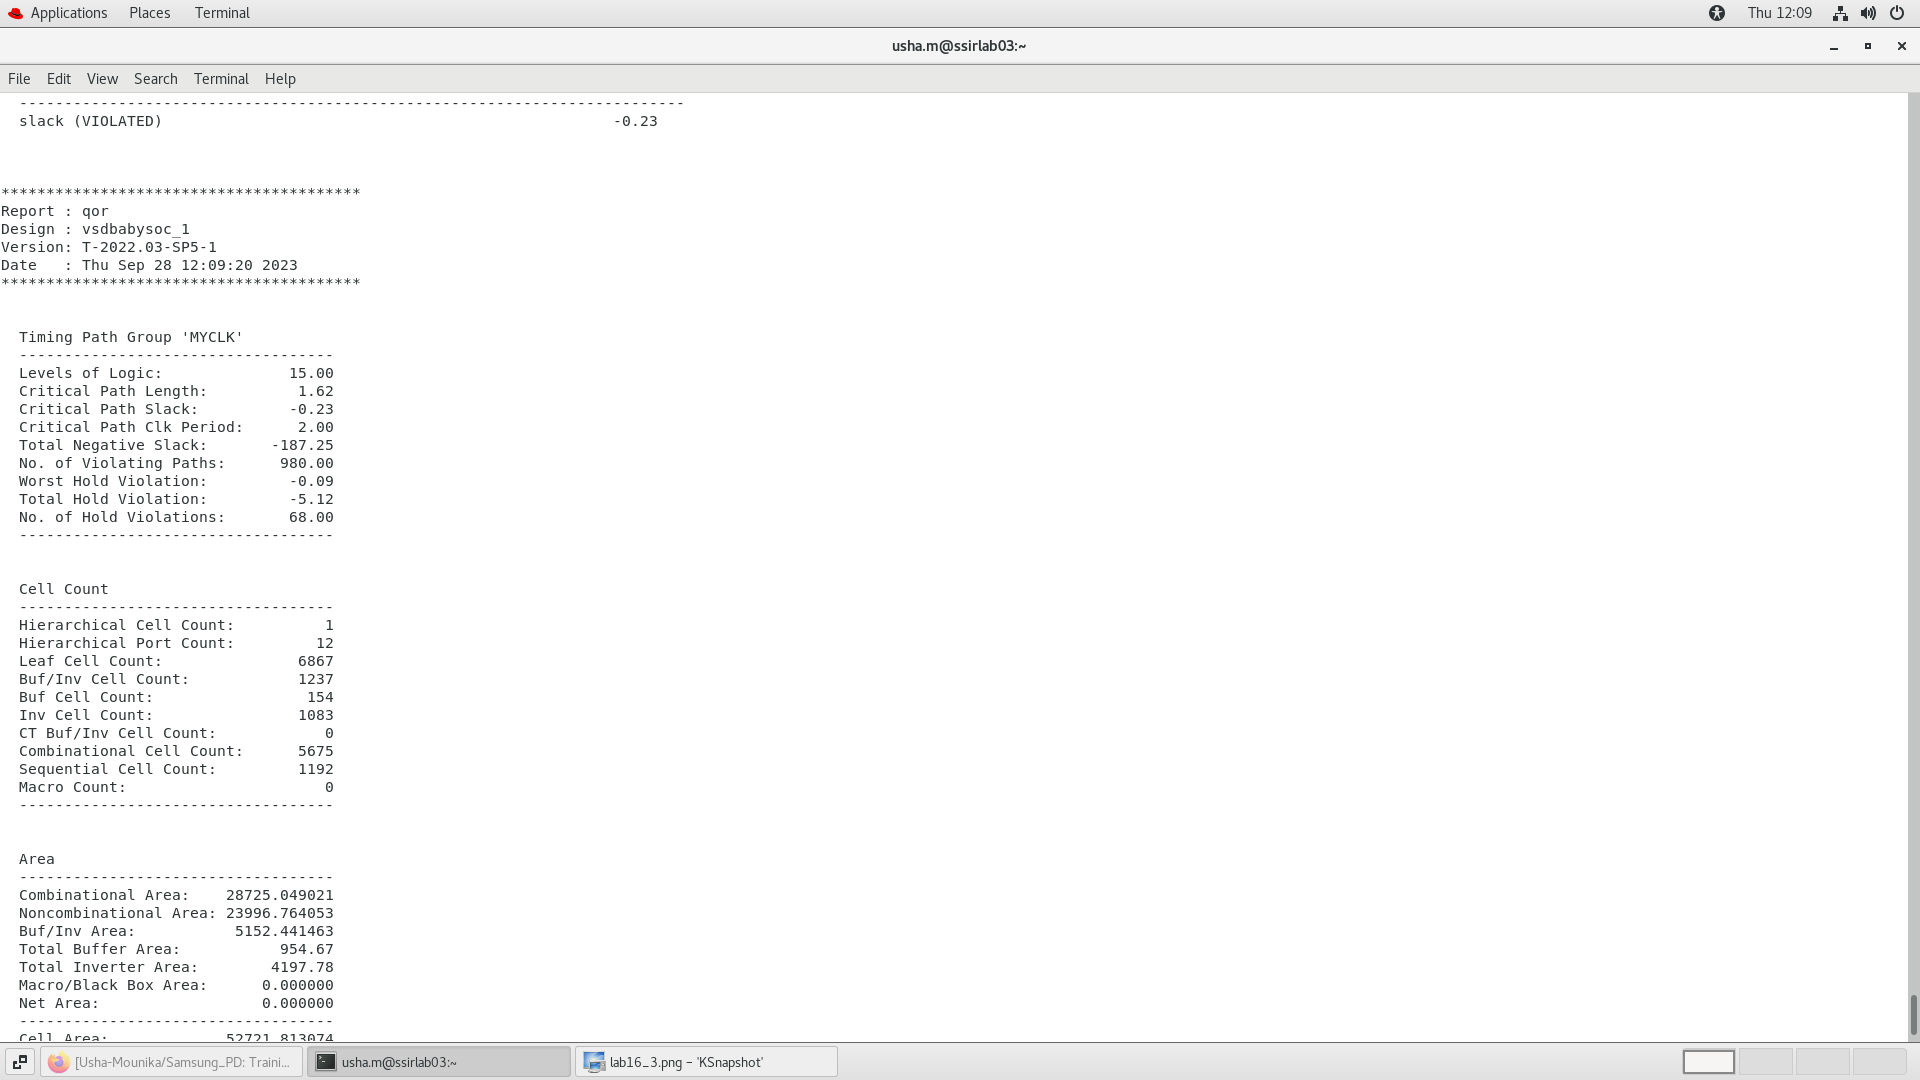 Applications Places Terminal Thu 12:09
usha.m@ssirlab03:~
File Edit View Search Terminal Help
--------------------------------------------------------------------------
slack (VIOLATED) -0.23
****************************************
Report : qor
Design : vsdbabysoc_1
Version: T-2022.03-SP5-1
Date : Thu Sep 28 12:09:20 2023
****************************************
Timing Path Group 'MYCLK'
-----------------------------------
Levels of Logic: 15.00
Critical Path Length: 1.62
Critical Path Slack: -0.23
Critical Path Clk Period: 2.00
Total Negative Slack: -187.25
No. of Violating Paths: 980.00
Worst Hold Violation: -0.09
Total Hold Violation: -5.12
No. of Hold Violations: 68.00
-----------------------------------
Cell Count
-----------------------------------
Hierarchical Cell Count: 1
Hierarchical Port Count: 12
Leaf Cell Count: 6867
Buf/Inv Cell Count: 1237
Buf Cell Count: 154
Inv Cell Count: 1083
CT Buf/Inv Cell Count: 0
Combinational Cell Count: 5675
Sequential Cell Count: 1192
Macro Count: 0
-----------------------------------
Area
-----------------------------------
Combinational Area: 28725.049021
Noncombinational Area: 23996.764053
Buf/Inv Area: 5152.441463
Total Buffer Area: 954.67
Total Inverter Area: 4197.78
Macro/Black Box Area: 0.000000
Net Area: 0.000000
-----------------------------------
Cell Area: 52721.813074
[Usha-Mounika/Samsung_PD: Traini... usha.m@ssirlab03:~ lab16_3.png - 'KSnapshot'